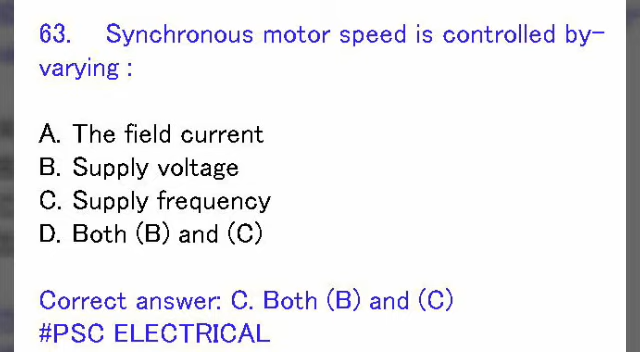 63. Synchronous motor speed is controlled by-
varying :
A. The field current
B. Supply voltage
C. Supply frequency
D. Both (B) and (C)
Correct answer: C. Both (B) and (C)
#PSC ELECTRICAL